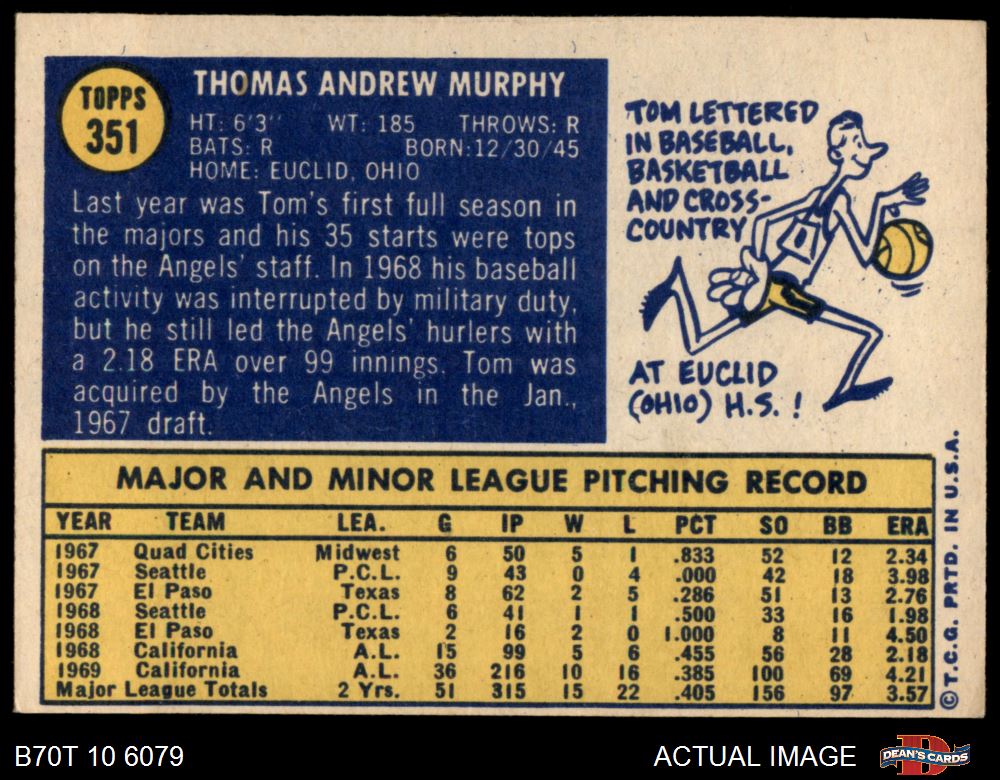 TOPPS
351
THOMAS ANDREW MURPHY
HT: 6'3" WT: 185 THROWS: R
BATS: R BORN:12/30/45
HOME: EUCLID, OHIO
Last year was Tom's first full season in
the majors and his 35 starts were tops
on the Angels' staff. In 1968 his baseball
activity was interrupted by military duty,
but he still led the Angels' hurlers with
a 2.18 ERA over 99 innings. Tom was
acquired by the Angels in the Jan.,
1967 draft.
TOM LETTERED
IN BASEBALL,
BASKETBALL
AND CROSS-
COUNTRY
AT EUCLID
(OHIO) H.S. !
MAJOR AND MINOR LEAGUE PITCHING RECORD
YEAR TEAM LEA. G IP W L PCT SO BB ERA
1967 Quad Cities Midwest 6 50 5 1 .833 52 12 2.34
1967 Seattle P.C.L. 9 43 0 4 .000 42 18 3.98
1967 El Paso Texas 8 62 2 5 .286 51 13 2.76
1968 Seattle P.C.L. 6 41 1 1 .500 33 16 1.98
1968 El Paso Texas 2 16 2 0 1.000 8 11 4.50
1968 California A.L. 15 99 5 6 .455 56 28 2.18
1969 California A.L. 36 216 10 16 .385 100 69 4.21
Major League Totals 2 Yrs. 51 315 15 22 .405 156 97 3.57
© T.C.G. PRTD. IN U.S.A.
B70T 10 6079
ACTUAL IMAGE
D
DEAN'S CARDS